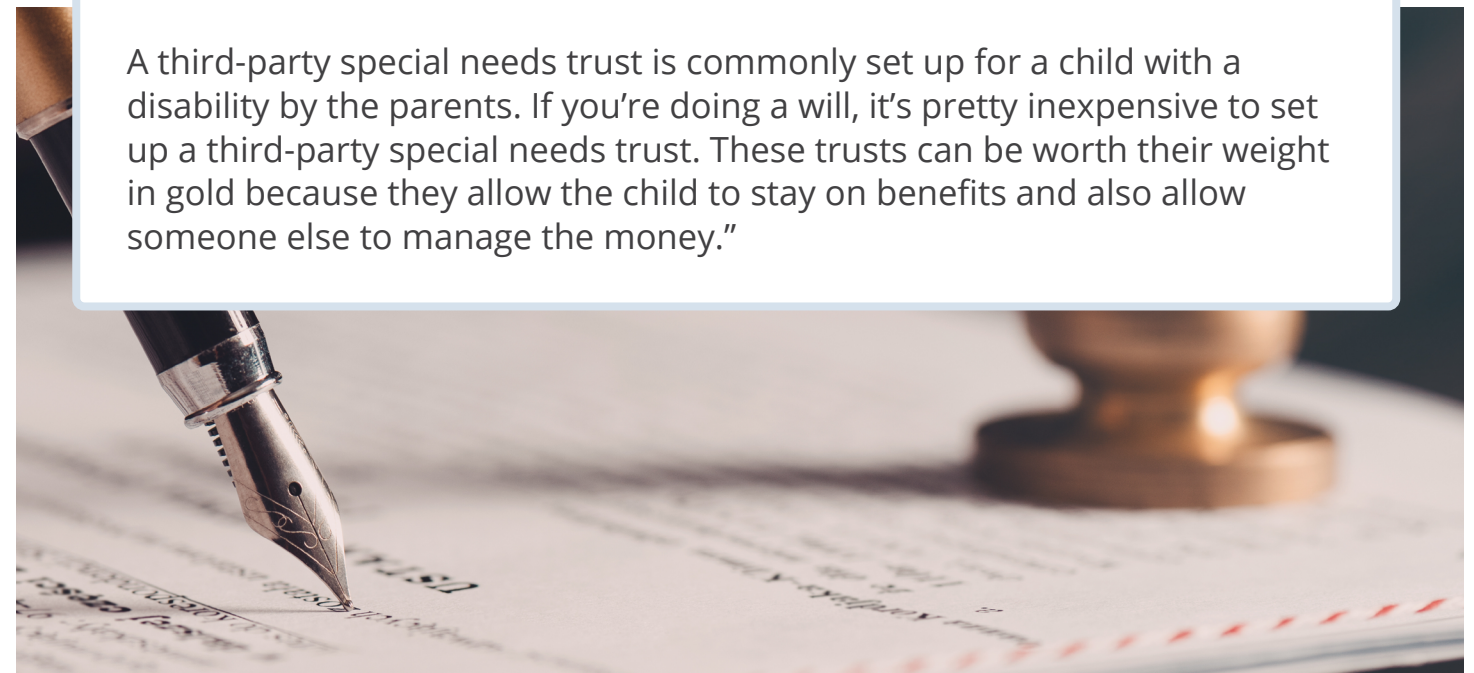 A third-party special needs trust is commonly set up for a child with a
disability by the parents. If you’re doing a will, it’s pretty inexpensive to set
up a third-party special needs trust. These trusts can be worth their weight
in gold because they allow the child to stay on benefits and also allow
someone else to manage the money.”